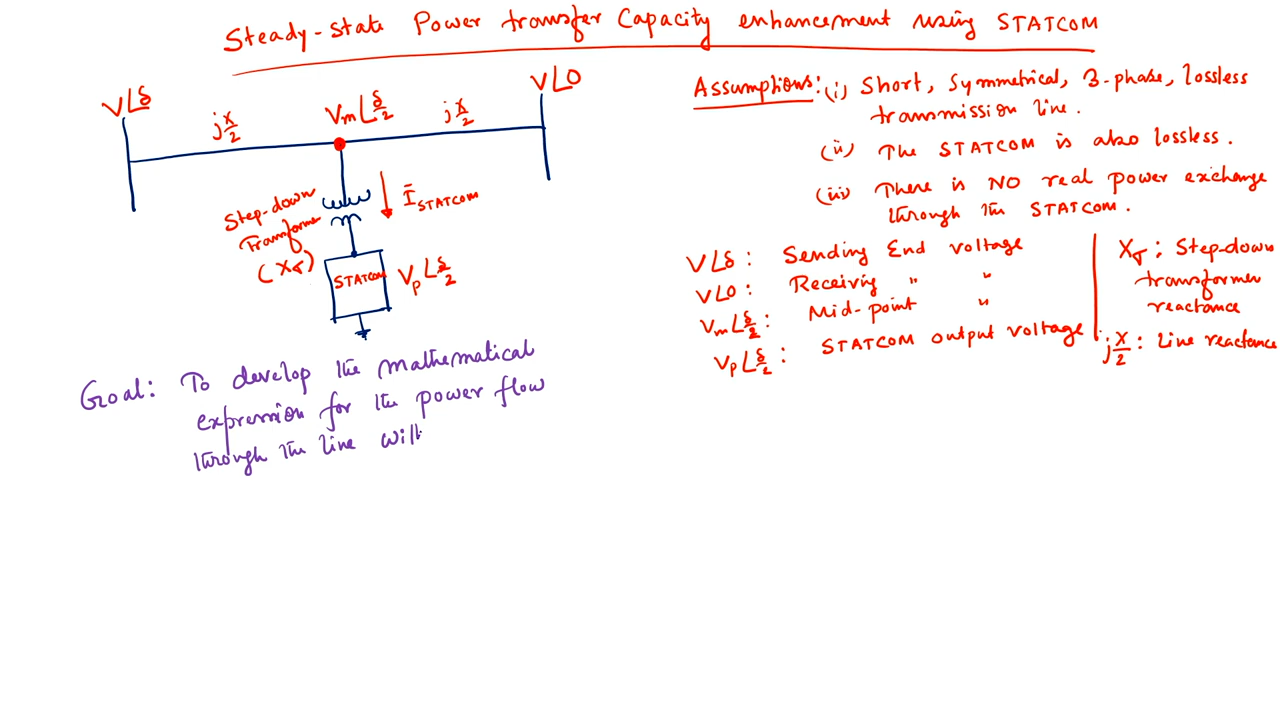 Steady-state Power transfer Capacity enhancement using STATCOM
V∠δ
j X/2
Vm∠δ/2
j X/2
V∠0
Step-down
Transformer
(Xσ)
ĪSTATCOM
STATCOM
Vp∠δ/2
Assumptions: (i) Short, Symmetrical, 3-phase, lossless
transmission line.
(ii) The STATCOM is also lossless.
(iii) There is NO real power exchange
through the STATCOM.
V∠δ: Sending End voltage
V∠0: Receiving " "
Vm∠δ/2: Mid-point "
Vp∠δ/2: STATCOM output voltage
Xσ: Step-down
transformer
reactance
j X/2: Line reactance
Goal: To develop the mathematical
expression for the power flow
through the line with